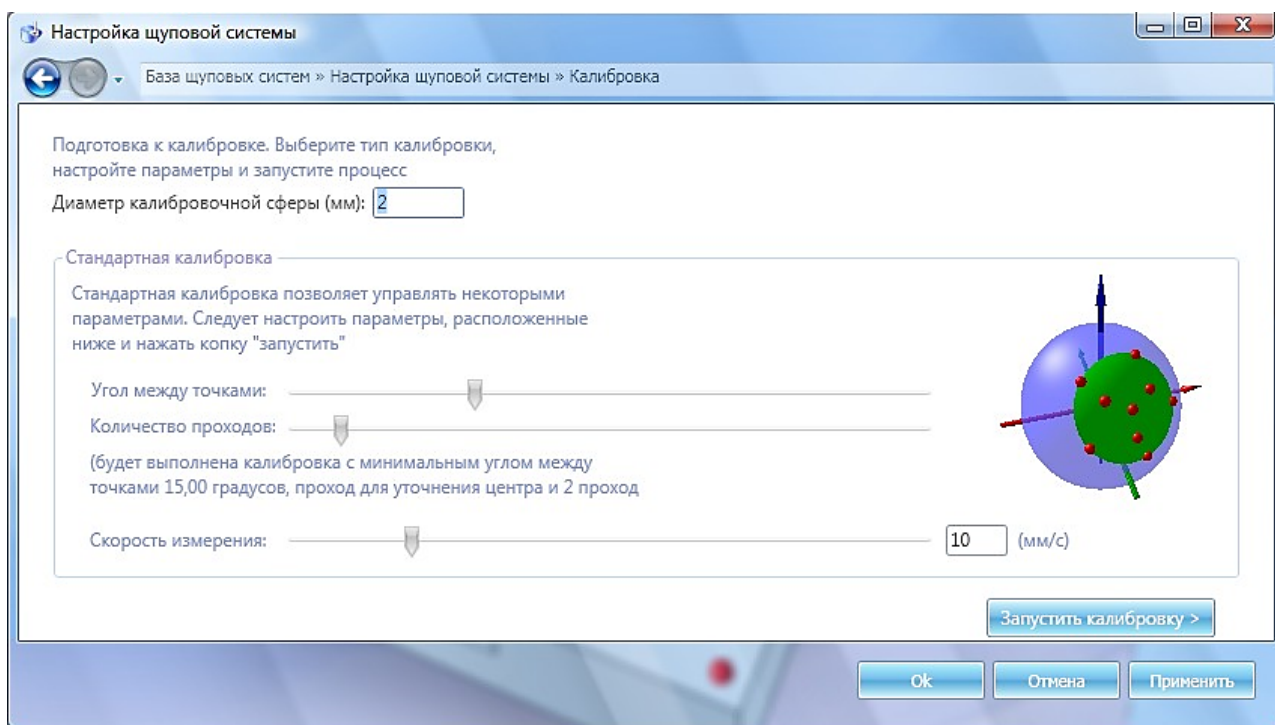 Настройка щуповой системы
База щуповых систем » Настройка щуповой системы » Калибровка
Подготовка к калибровке. Выберите тип калибровки,
настройте параметры и запустите процесс
Диаметр калибровочной сферы (мм): 2
Стандартная калибровка
Стандартная калибровка позволяет управлять некоторыми
параметрами. Следует настроить параметры, расположенные
ниже и нажать копку "запустить"
Угол между точками:
Количество проходов:
(будет выполнена калибровка с минимальным углом между
точками 15,00 градусов, проход для уточнения центра и 2 проход
Скорость измерения: 10 (мм/с)
Запустить калибровку >
Ok Отмена Применить